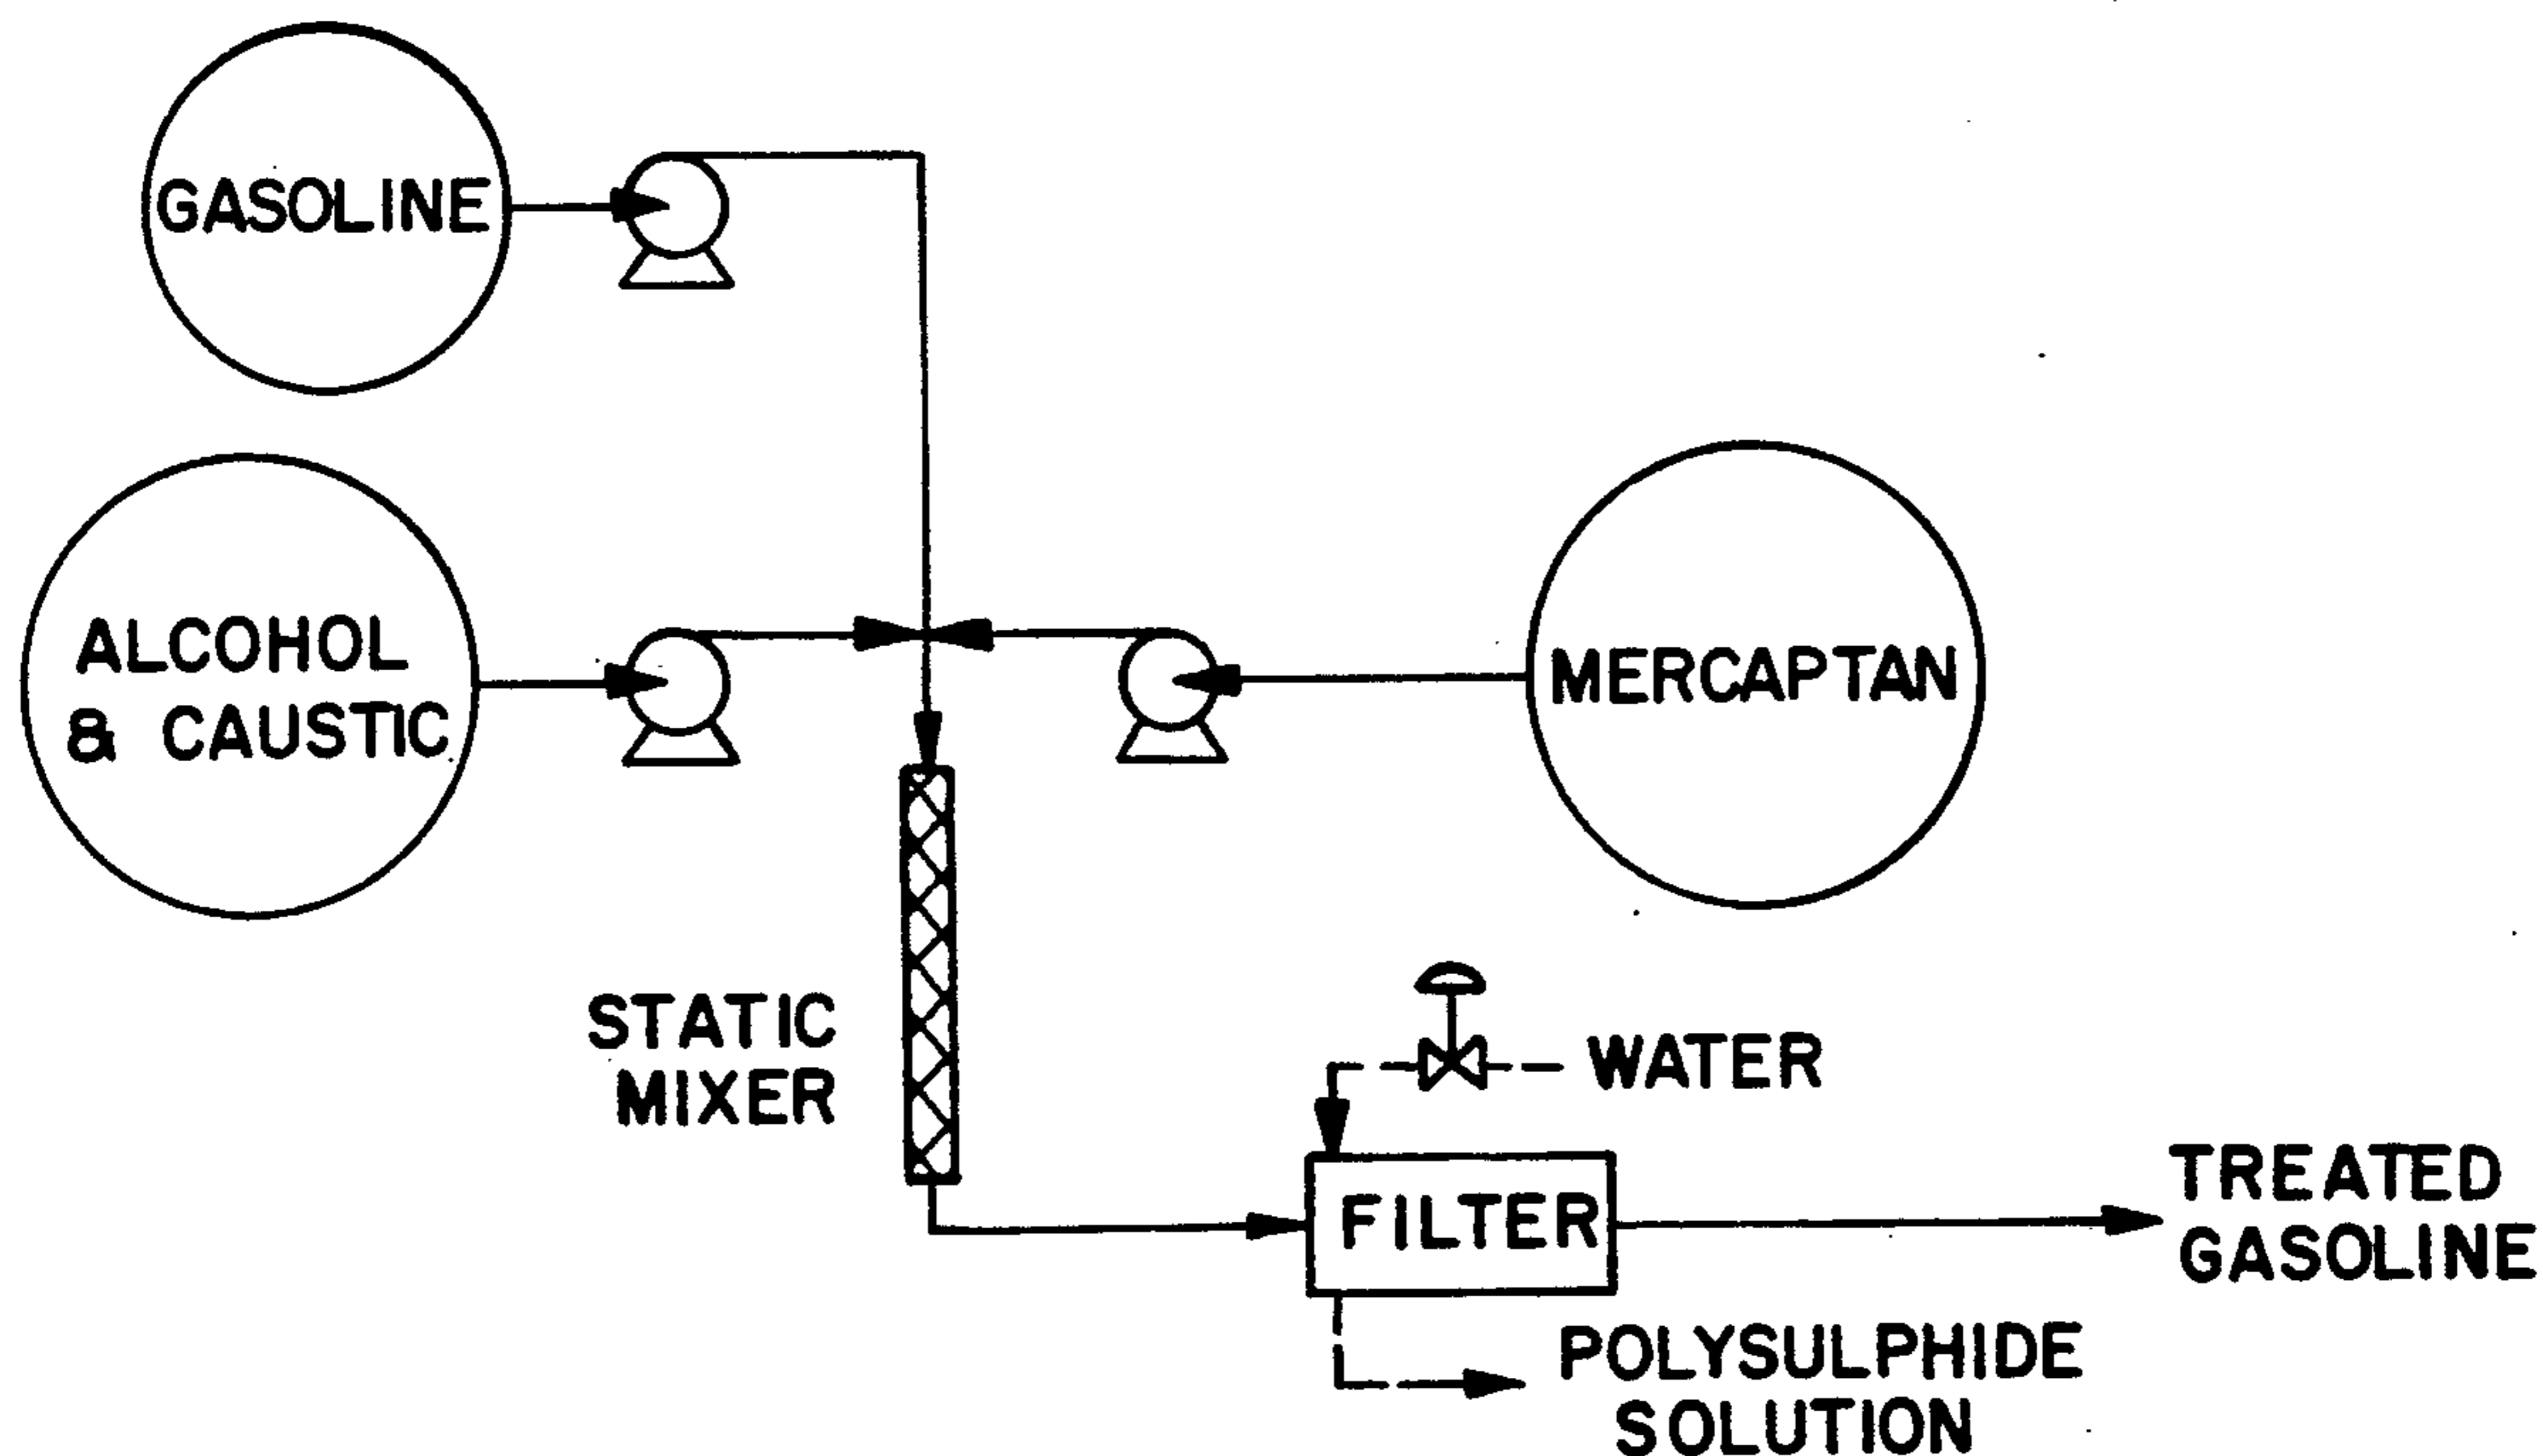 GASOLINE
ALCOHOL
& CAUSTIC
MERCAPTAN
STATIC
MIXER
WATER
FILTER
TREATED
GASOLINE
POLYSULPHIDE
SOLUTION